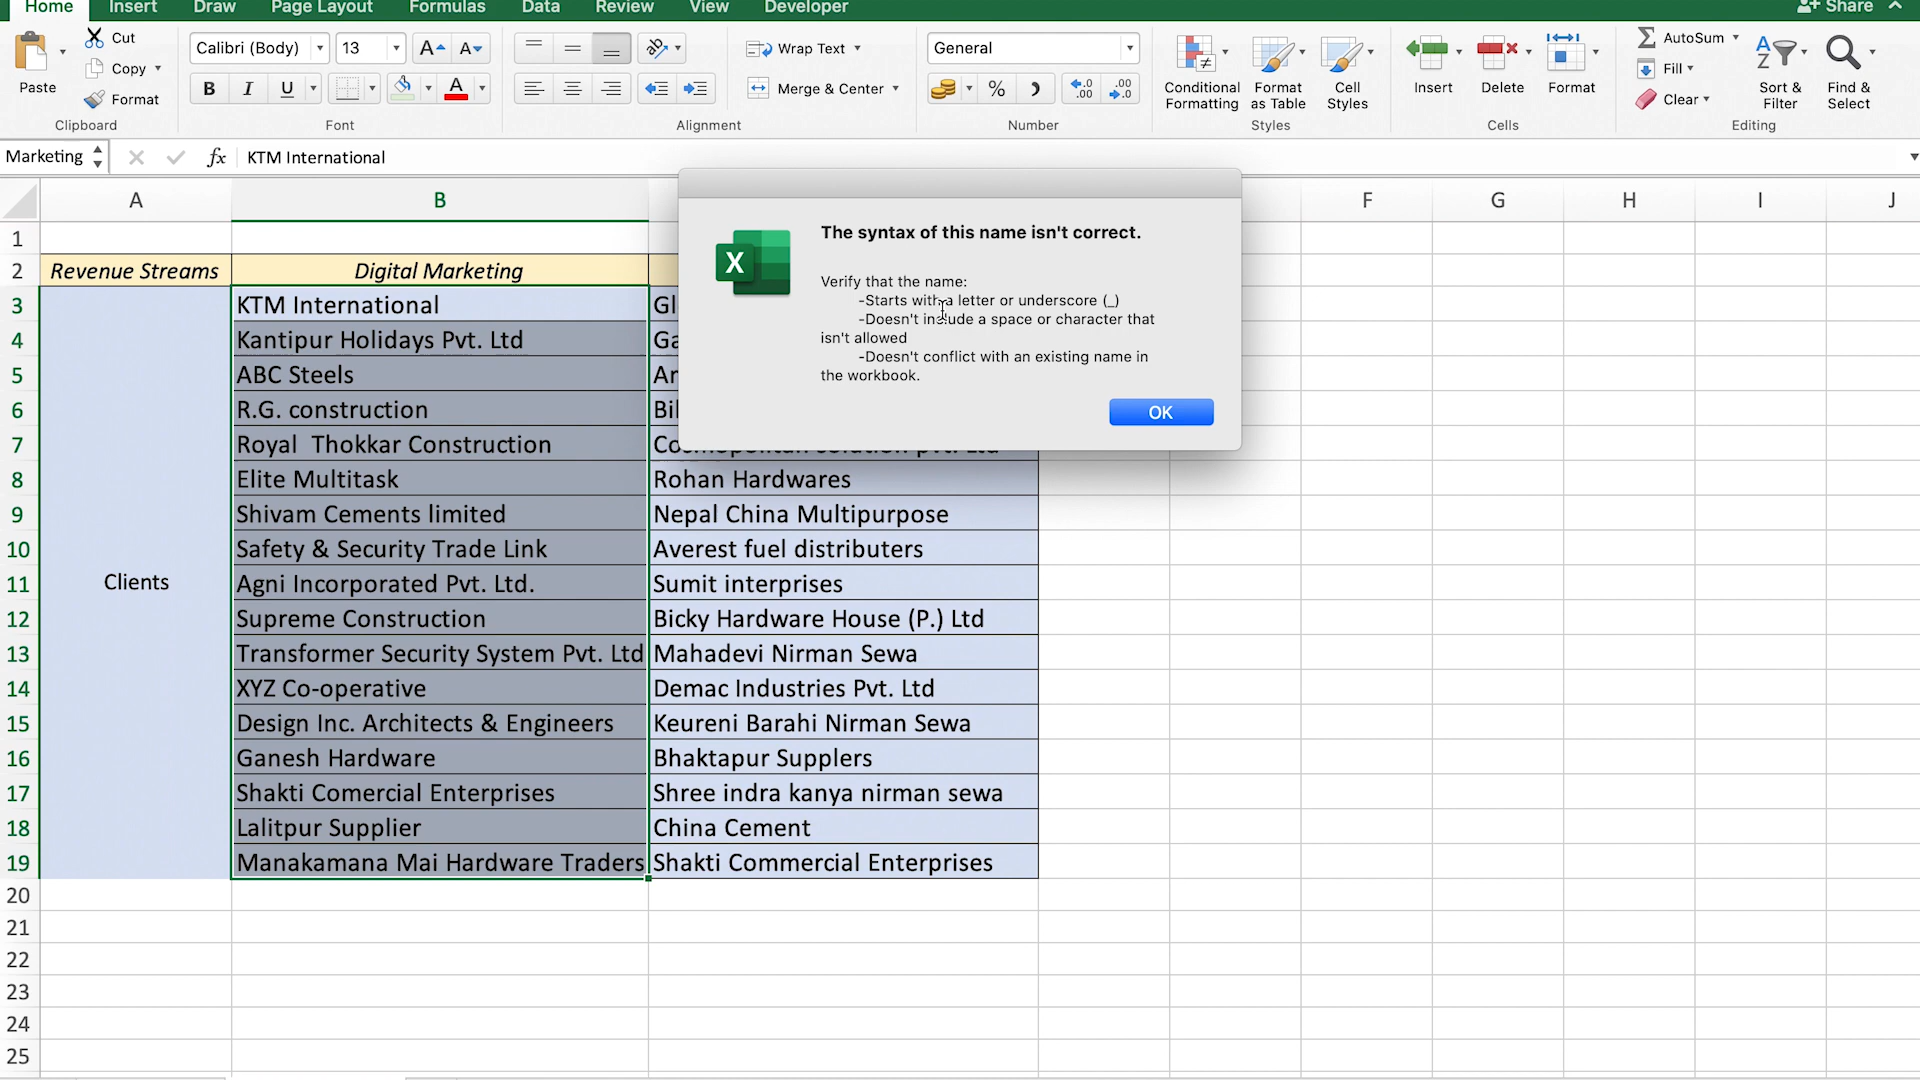 Home Insert Draw Page Layout Formulas Data Review View Developer Share
Paste
Cut
Copy
Format
Clipboard
Calibri (Body) 13
B I U A
Font
Alignment
Wrap Text
Merge & Center
General
%
Number
Conditional Formatting
Format as Table
Cell Styles
Styles
Insert
Delete
Format
Cells
AutoSum
Fill
Clear
Sort & Filter
Find & Select
Editing
Marketing fx KTM International
A B F G H I J
The syntax of this name isn't correct.
Verify that the name:
-Starts with a letter or underscore (_)
-Doesn't include a space or character that
isn't allowed
-Doesn't conflict with an existing name in
the workbook.
OK
1
2 Revenue Streams Digital Marketing
3 KTM International Gl
4 Kantipur Holidays Pvt. Ltd Ga
5 ABC Steels Ar
6 R.G. construction
7 Royal Thokkar Construction
8 Elite Multitask Rohan Hardwares
9 Shivam Cements limited Nepal China Multipurpose
10 Safety & Security Trade Link Averest fuel distributers
11 Clients Agni Incorporated Pvt. Ltd. Sumit interprises
12 Supreme Construction Bicky Hardware House (P.) Ltd
13 Transformer Security System Pvt. Ltd Mahadevi Nirman Sewa
14 XYZ Co-operative Demac Industries Pvt. Ltd
15 Design Inc. Architects & Engineers Keureni Barahi Nirman Sewa
16 Ganesh Hardware Bhaktapur Supplers
17 Shakti Comercial Enterprises Shree indra kanya nirman sewa
18 Lalitpur Supplier China Cement
19 Manakamana Mai Hardware Traders Shakti Commercial Enterprises
20
21
22
23
24
25